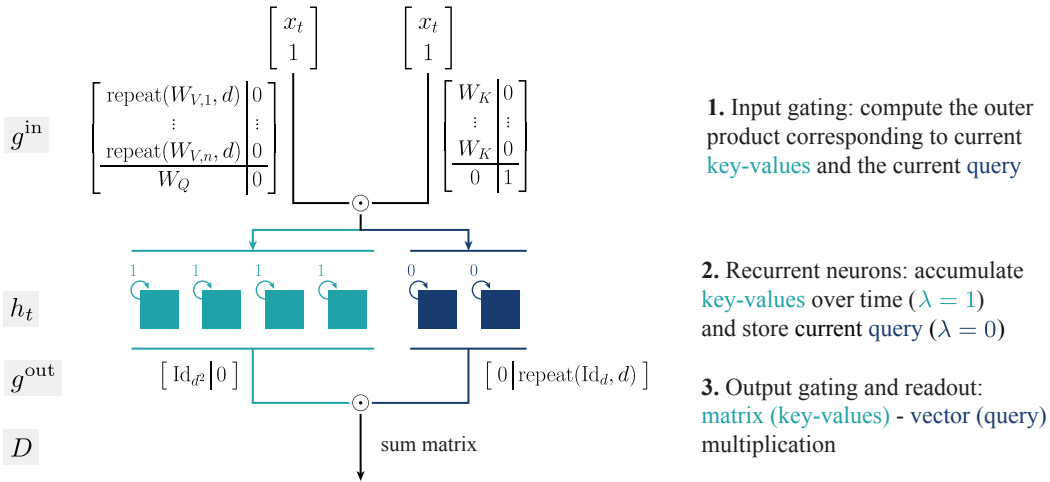 [ x_t 1 ] [ x_t 1 ]
g^in
[ repeat(W_{V,1}, d) | 0
⋮ ⋮
repeat(W_{V,n}, d) | 0
W_Q | 0 ]
[ W_K | 0
⋮ ⋮
W_K | 0
0 | 1 ]
⊙
1. Input gating: compute the outer
product corresponding to current
key-values and the current query
1 1 1 1 0 0
h_t
2. Recurrent neurons: accumulate
key-values over time (λ = 1)
and store current query (λ = 0)
g^out
[ Id_{d²} | 0 ] [ 0 | repeat(Id_d, d) ]
⊙
3. Output gating and readout:
matrix (key-values) - vector (query)
multiplication
D
sum matrix